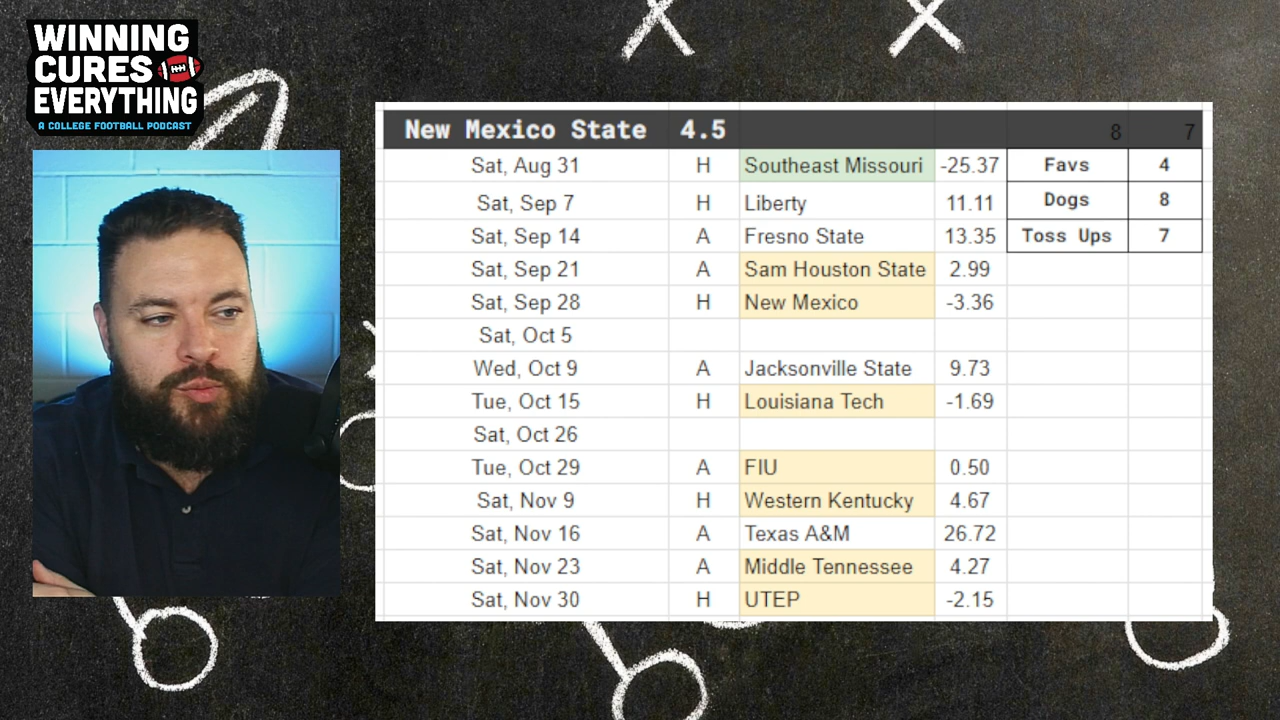 WINNING
CURES
EVERYTHING
A COLLEGE FOOTBALL PODCAST
New Mexico State 4.5 8 7
Sat, Aug 31 H Southeast Missouri -25.37 Favs 4
Sat, Sep 7 H Liberty 11.11 Dogs 8
Sat, Sep 14 A Fresno State 13.35 Toss Ups 7
Sat, Sep 21 A Sam Houston State 2.99
Sat, Sep 28 H New Mexico -3.36
Sat, Oct 5
Wed, Oct 9 A Jacksonville State 9.73
Tue, Oct 15 H Louisiana Tech -1.69
Sat, Oct 26
Tue, Oct 29 A FIU 0.50
Sat, Nov 9 H Western Kentucky 4.67
Sat, Nov 16 A Texas A&M 26.72
Sat, Nov 23 A Middle Tennessee 4.27
Sat, Nov 30 H UTEP -2.15